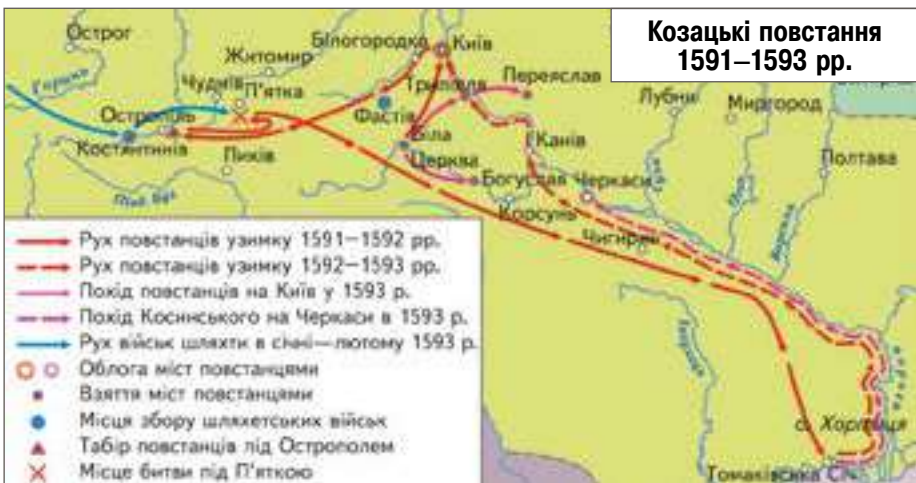 Козацькі повстання
1591–1593 рр.
Острог
Житомир
Білогородка
Київ
Горинь
Чуднів
П'ятка
Трипілля
Переяслав
Лубни
Миргород
Остропіль
Фастів
Костянтинів
Біла
Церква
Канів
Полтава
Пиків
Богуслав
Черкаси
Корсунь
Чигирин
Рух повстанців узимку 1591–1592 рр.
Рух повстанців узимку 1592–1593 рр.
Похід повстанців на Київ у 1593 р.
Похід Косинського на Черкаси в 1593 р.
Рух військ шляхти в січні—лютому 1593 р.
Облога міст повстанцями
Взяття міст повстанцями
Місця збору шляхетських військ
Табір повстанців під Острополем
Місце битви під П'яткою
о. Хортиця
Томаківська Січ